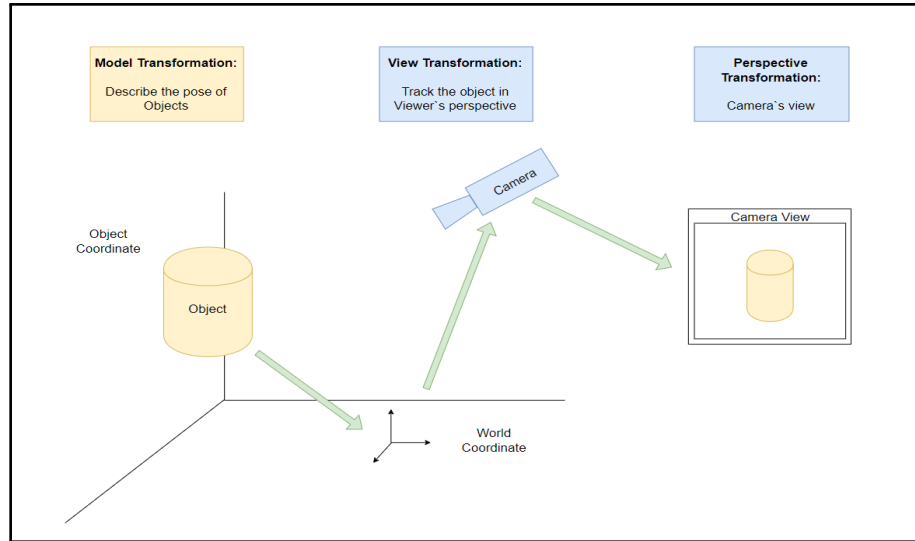 Model Transformation:
Describe the pose of
Objects
View Transformation:
Track the object in
Viewer`s perspective
Perspective
Transformation:
Camera`s view
Camera
Object
Coordinate
Object
Camera View
World
Coordinate